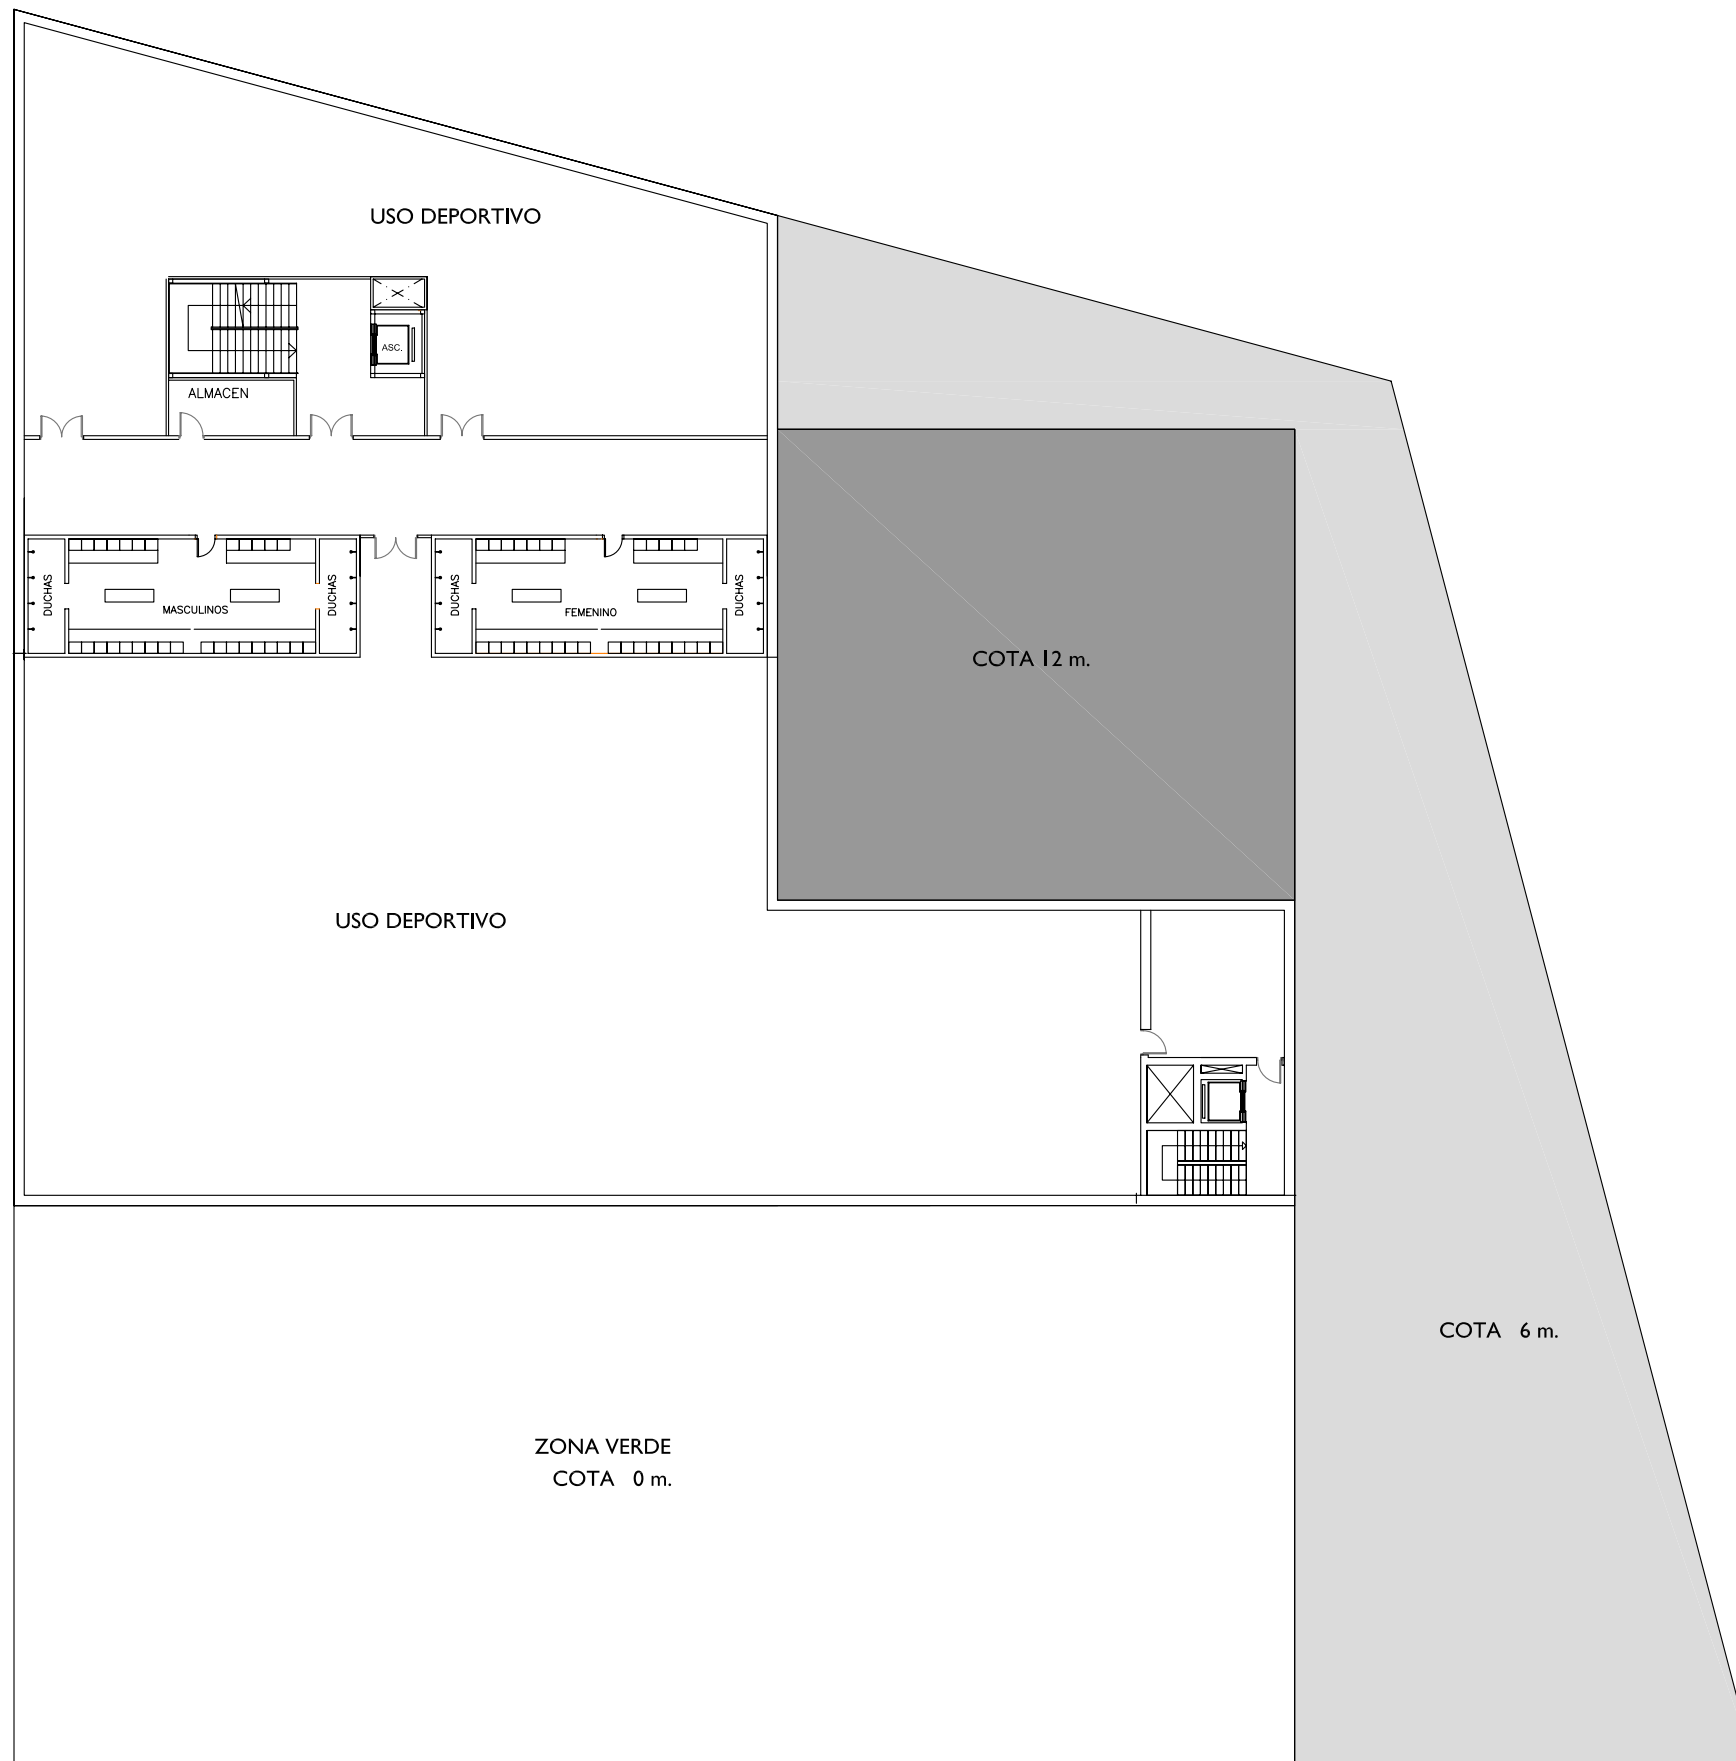 USO DEPORTIVO
ASC.
ALMACEN
DUCHAS
MASCULINOS
DUCHAS
DUCHAS
FEMENINO
DUCHAS
COTA 12 m.
USO DEPORTIVO
COTA 6 m.
ZONA VERDE
COTA 0 m.